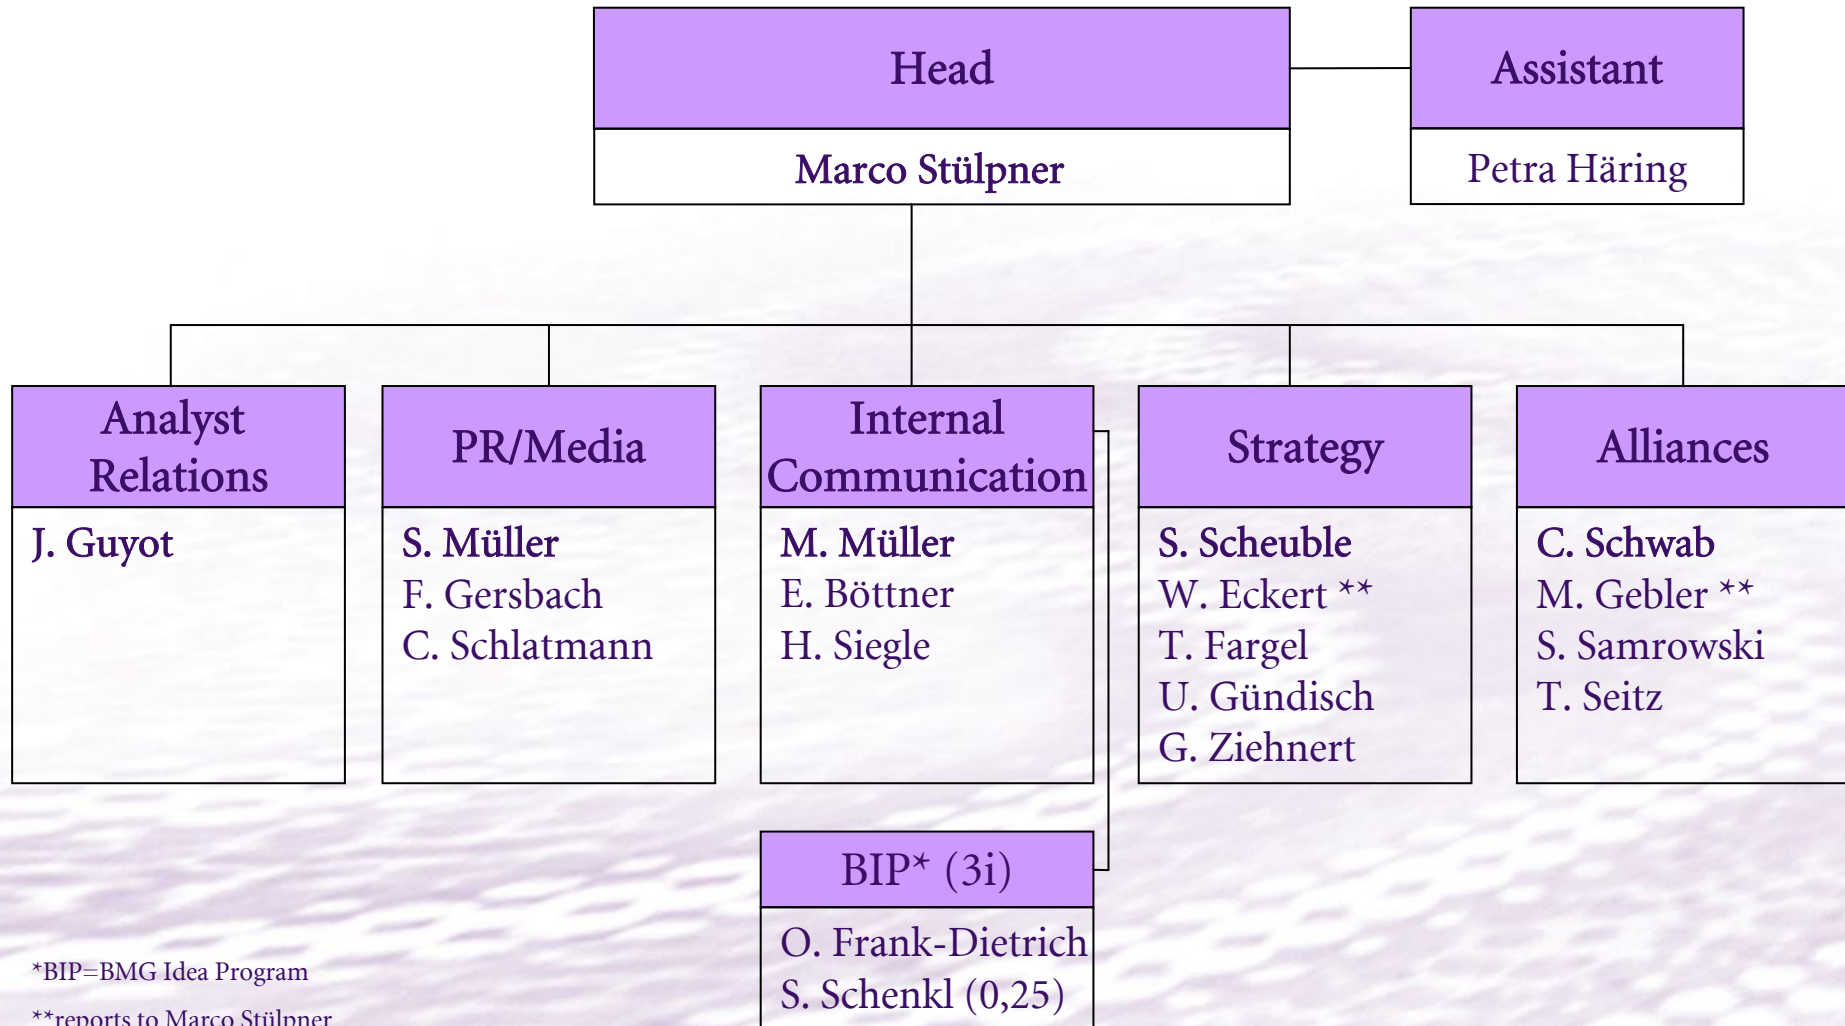 Head
Marco Stülpner
Assistant
Petra Häring
Analyst
Relations
J. Guyot
PR/Media
S. Müller
F. Gersbach
C. Schlatmann
Internal
Communication
M. Müller
E. Böttner
H. Siegle
Strategy
S. Scheuble
W. Eckert **
T. Fargel
U. Gündisch
G. Ziehnert
Alliances
C. Schwab
M. Gebler **
S. Samrowski
T. Seitz
BIP* (3i)
O. Frank-Dietrich
S. Schenkl (0,25)
*BIP=BMG Idea Program
**reports to Marco Stülpner